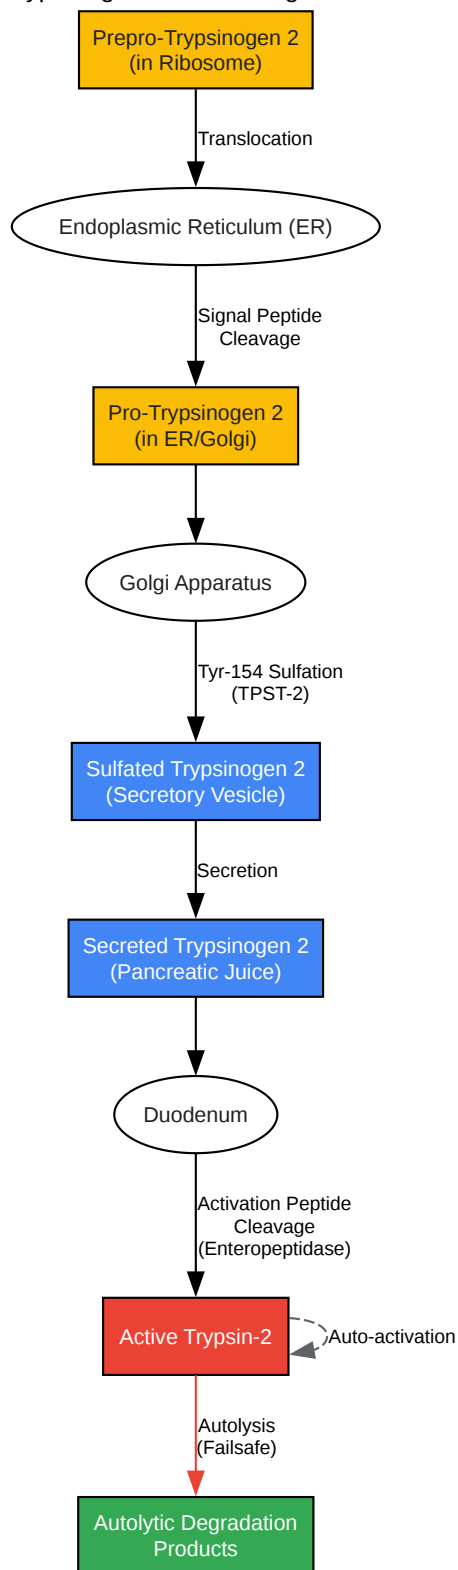 Prepro-Trypsinogen 2
(in Ribosome)
Translocation
Endoplasmic Reticulum (ER)
Signal Peptide
Cleavage
Pro-Trypsinogen 2
(in ER/Golgi)
Golgi Apparatus
Tyr-154 Sulfation
(TPST-2)
Sulfated Trypsinogen 2
(Secretory Vesicle)
Secretion
Secreted Trypsinogen 2
(Pancreatic Juice)
Duodenum
Activation Peptide
Cleavage
(Enteropeptidase)
Active Trypsin-2
Auto-activation
Autolysis
(Failsafe)
Autolytic Degradation
Products